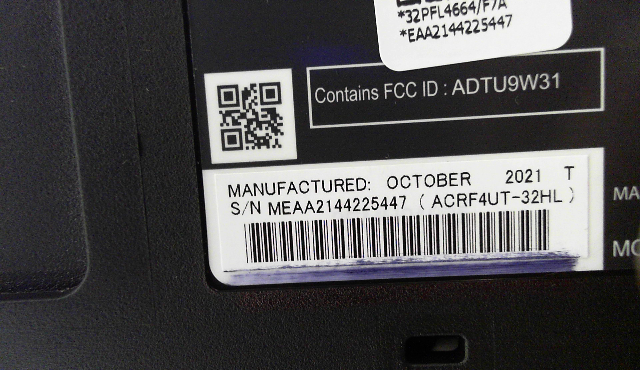 *32PFL4664/F7A
*EAA2144225447
Contains FCC ID : ADTU9W31
MANUFACTURED: OCTOBER 2021 T
S/N MEAA2144225447 ( ACRF4UT-32HL )